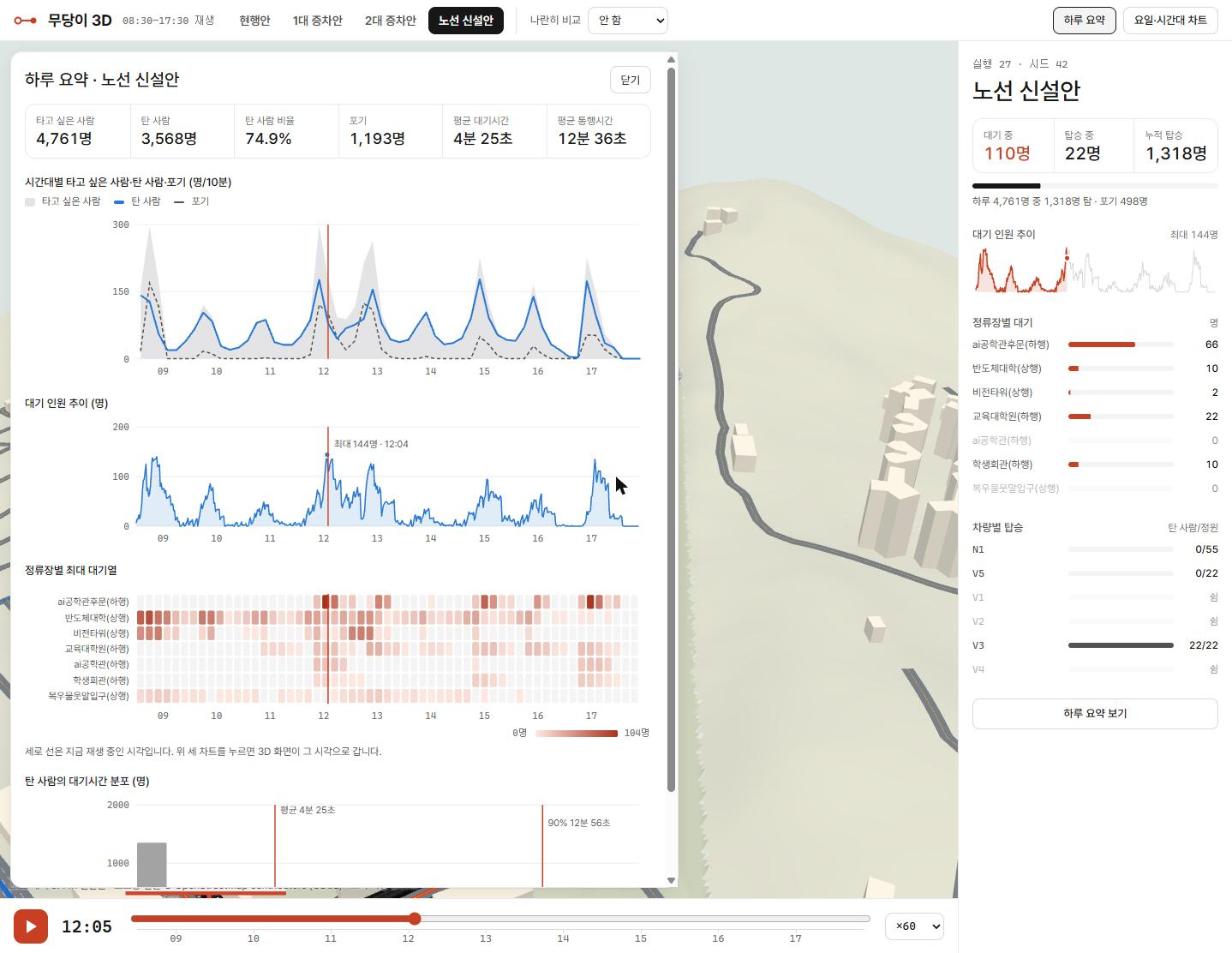 무당이 3D 08:30–17:30 재생 현행안 1대 증차안 2대 증차안 노선 신설안 나란히 비교 안 함 하루 요약 요일·시간대 차트
하루 요약 · 노선 신설안 닫기
타고 싶은 사람 탄 사람 탄 사람 비율 포기 평균 대기시간 평균 통행시간
4,761명 3,568명 74.9% 1,193명 4분 25초 12분 36초
시간대별 타고 싶은 사람·탄 사람·포기 (명/10분)
타고 싶은 사람 탄 사람 포기
300
150
0
09 10 11 12 13 14 15 16 17
대기 인원 추이 (명)
200
최대 144명 · 12:04
100
0
09 10 11 12 13 14 15 16 17
정류장별 최대 대기열
ai공학관후문(하행)
반도체대학(상행)
비전타워(상행)
교육대학원(하행)
ai공학관(하행)
학생회관(하행)
복우물못말입구(상행)
09 10 11 12 13 14 15 16 17
0명 104명
세로 선은 지금 재생 중인 시각입니다. 위 세 차트를 누르면 3D 화면이 그 시각으로 갑니다.
탄 사람의 대기시간 분포 (명)
2000
평균 4분 25초
90% 12분 56초
1000
실행 27 · 시드 42
노선 신설안
대기 중 탑승 중 누적 탑승
110명 22명 1,318명
하루 4,761명 중 1,318명 탐 · 포기 498명
대기 인원 추이 최대 144명
정류장별 대기 명
ai공학관후문(하행) 66
반도체대학(상행) 10
비전타워(상행) 2
교육대학원(하행) 22
ai공학관(하행) 0
학생회관(하행) 10
복우물못말입구(상행) 0
차량별 탑승 탄 사람/정원
N1 0/55
V5 0/22
V1 쉼
V2 쉼
V3 22/22
V4 쉼
하루 요약 보기
12:05 09 10 11 12 13 14 15 16 17 ×60